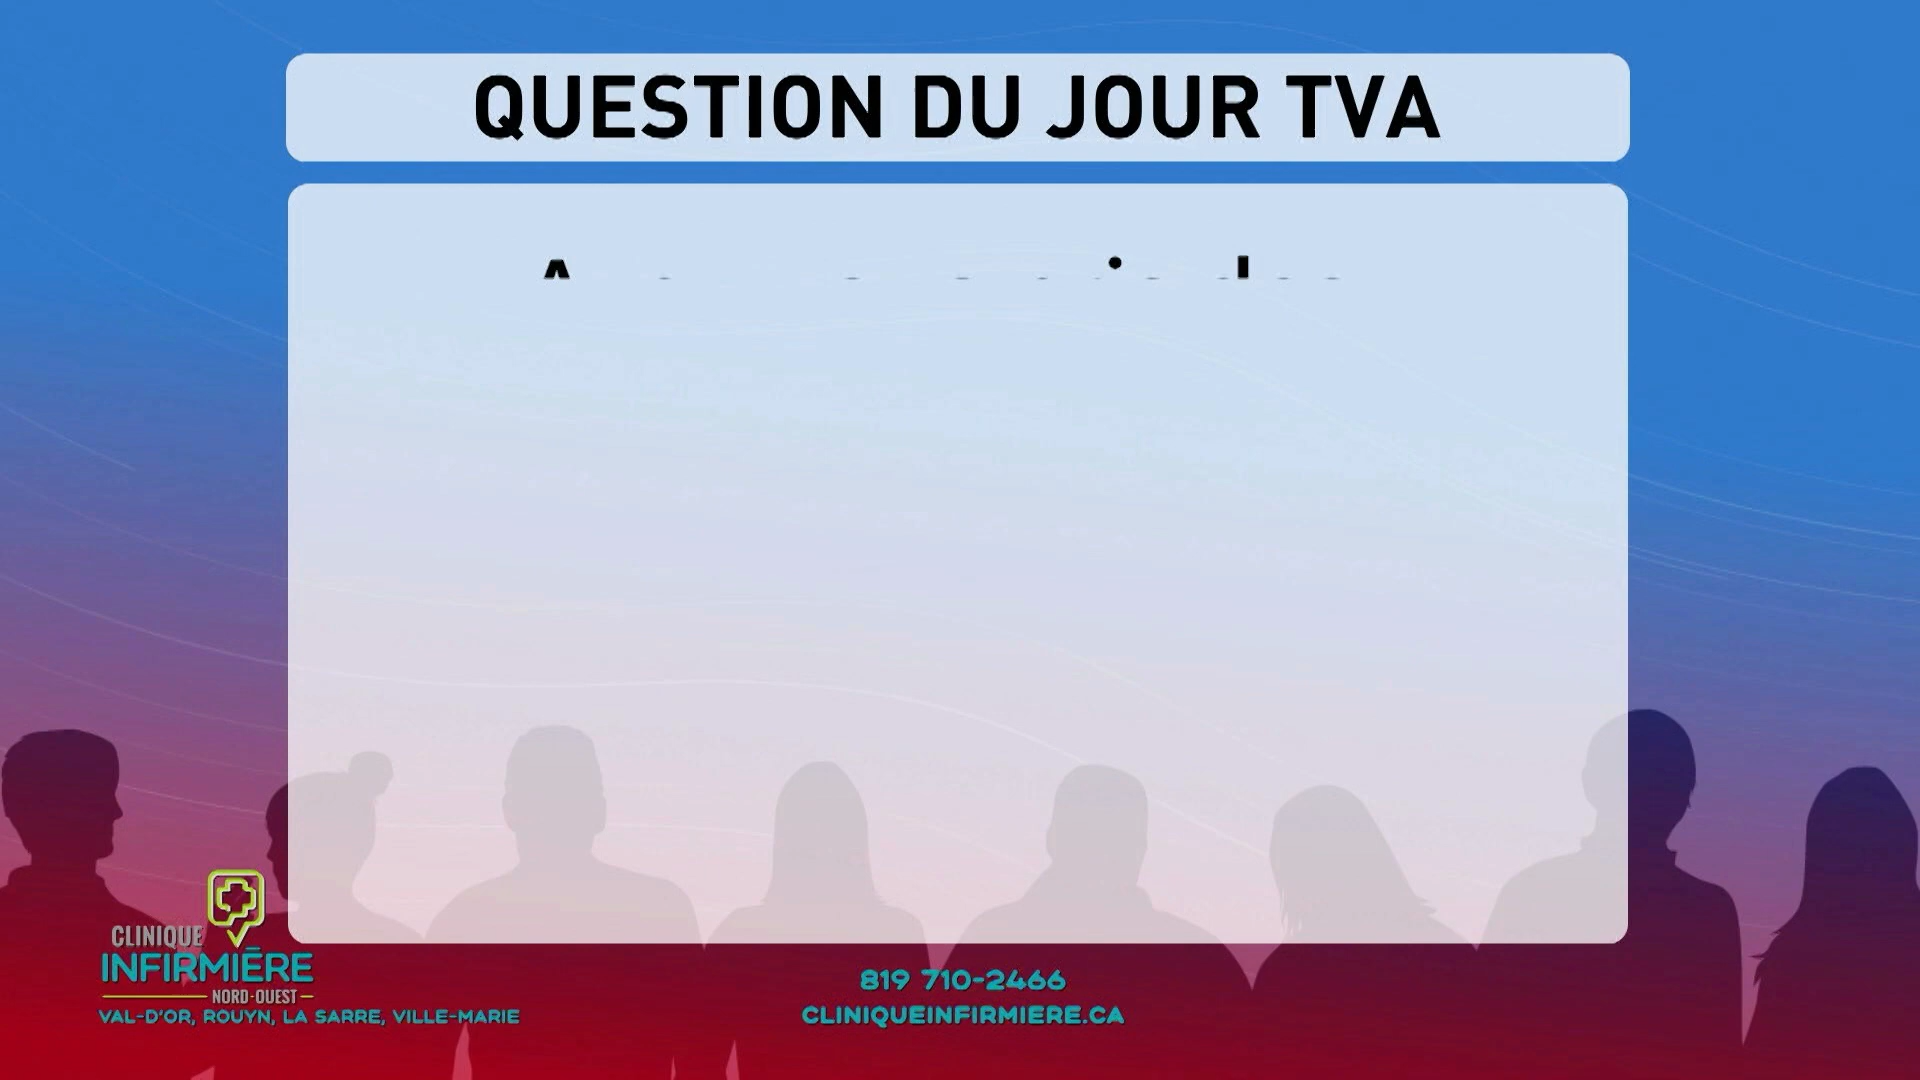 QUESTION DU JOUR TVA
CLINIQUE
INFIRMIÈRE
NORD-OUEST
VAL-D'OR, ROUYN, LA SARRE, VILLE-MARIE
819 710-2466
CLINIQUEINFIRMIERE.CA